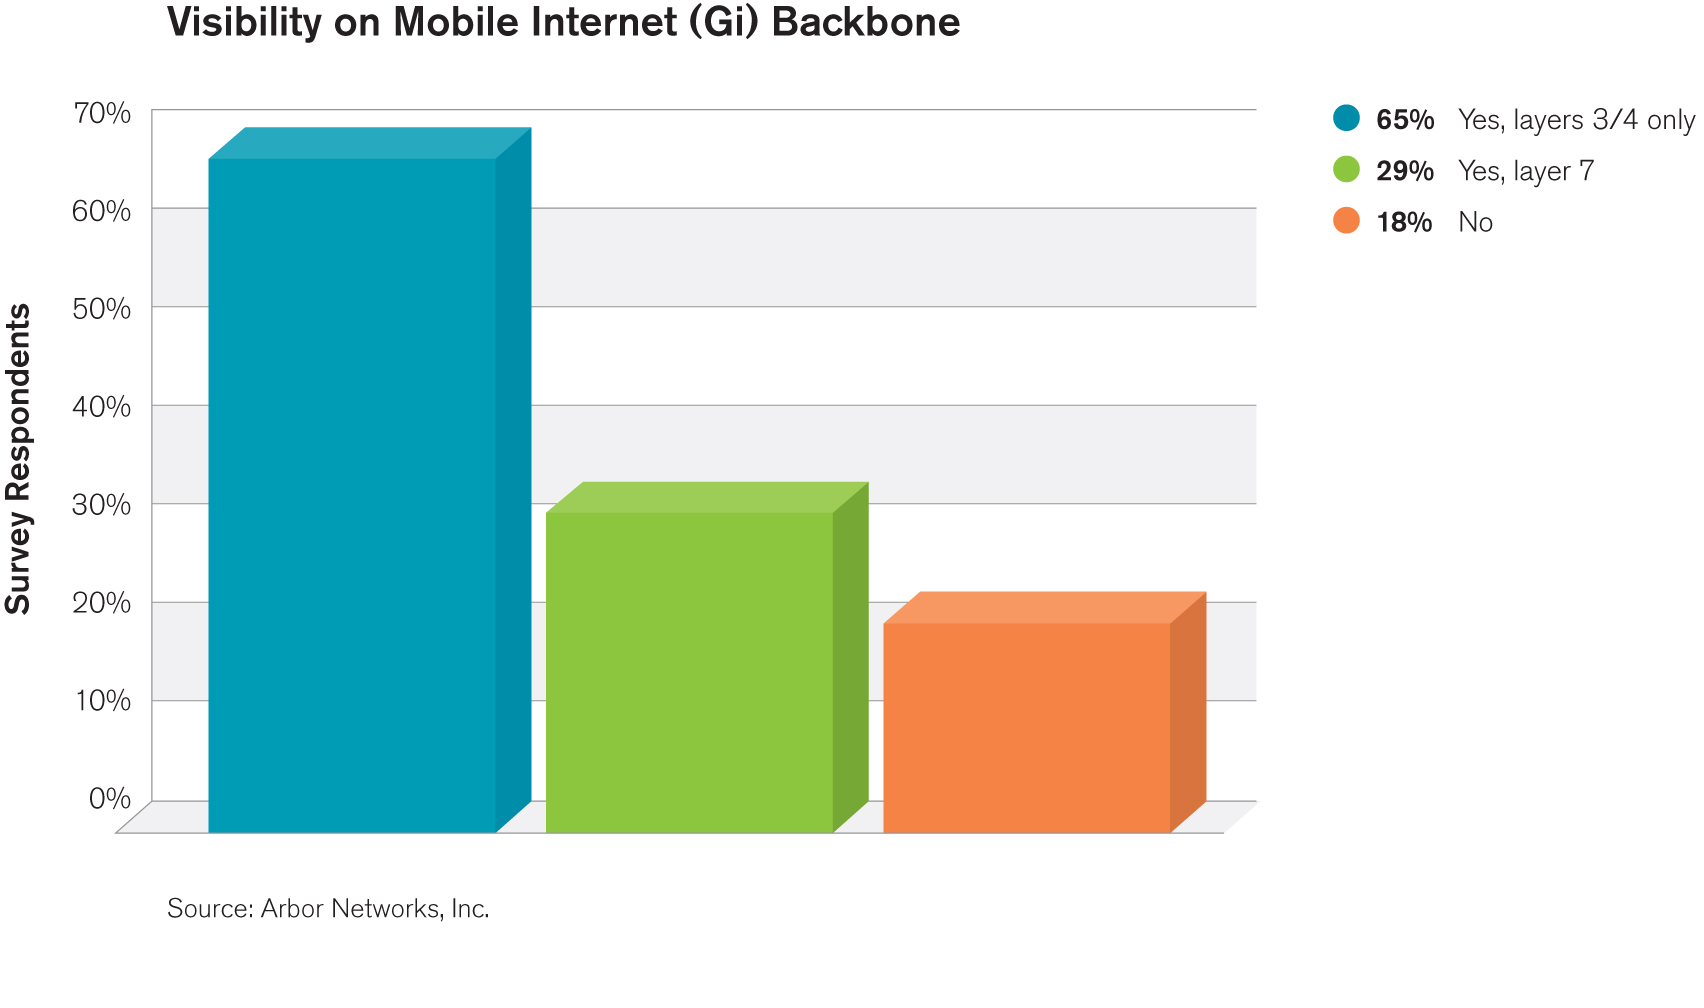 Visibility on Mobile Internet (Gi) Backbone
Survey Respondents
70%
60%
50%
40%
30%
20%
10%
0%
65% Yes, layers 3/4 only
29% Yes, layer 7
18% No
Source: Arbor Networks, Inc.